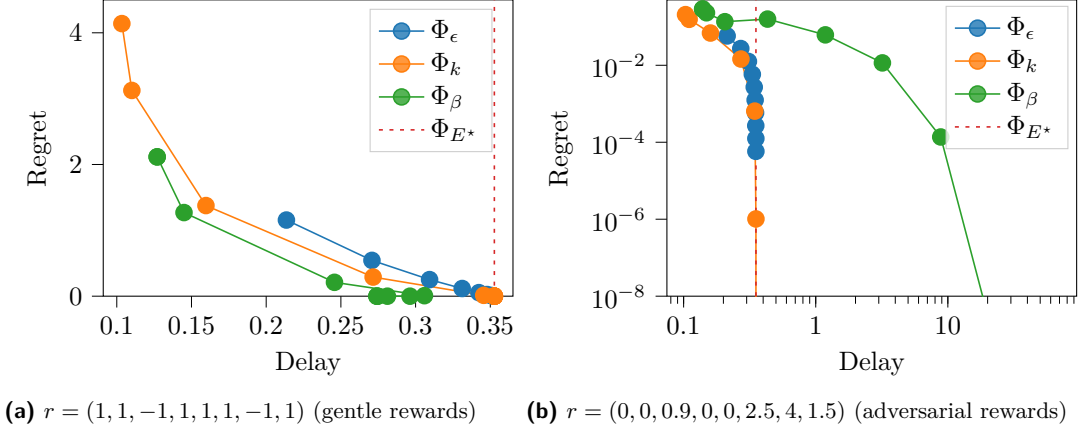 4
2
0
Regret
0.1 0.15 0.2 0.25 0.3 0.35
Delay
Φ_ϵ
Φ_k
Φ_β
Φ_{E⋆}
10^{−2}
10^{−4}
10^{−6}
10^{−8}
Regret
0.1 1 10
Delay
Φ_ϵ
Φ_k
Φ_β
Φ_{E⋆}
(a) r = (1, 1, −1, 1, 1, 1, −1, 1) (gentle rewards)
(b) r = (0, 0, 0.9, 0, 0, 2.5, 4, 1.5) (adversarial rewards)